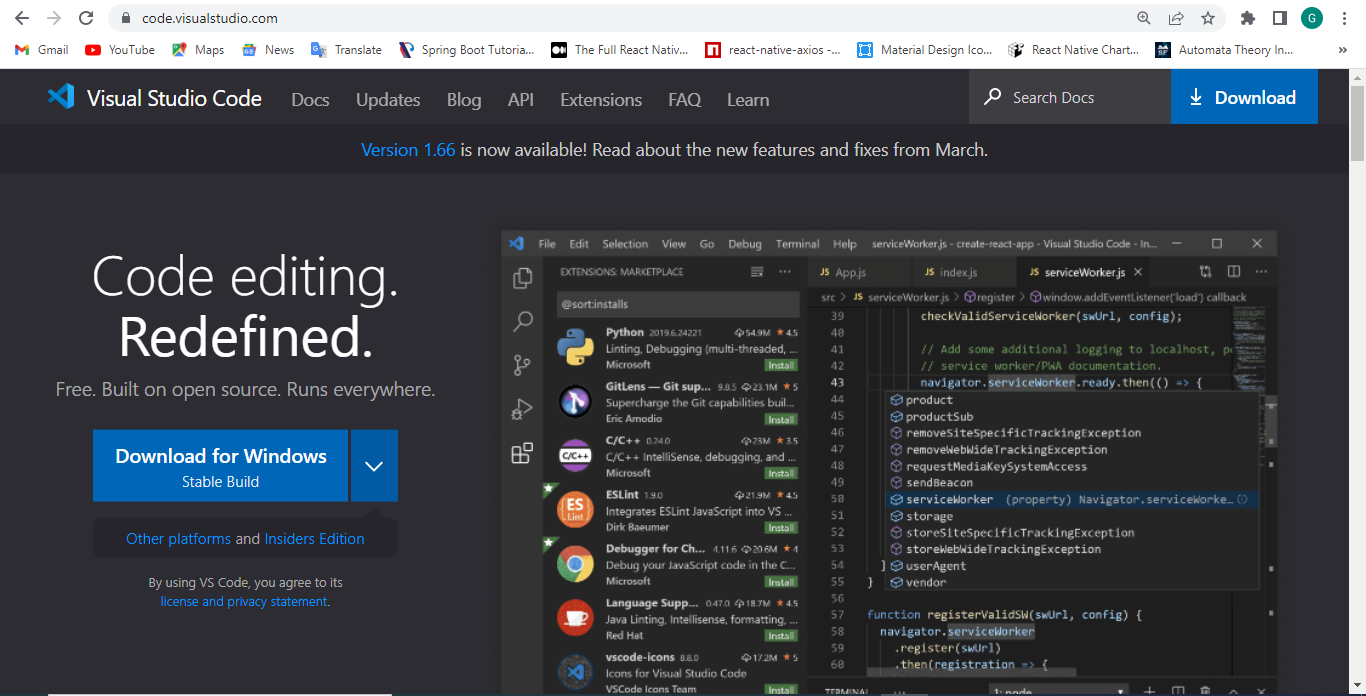 code.visualstudio.com
G
Gmail
YouTube
Maps
News
Translate
Spring Boot Tutoria...
The Full React Nativ...
react-native-axios -...
Material Design Ico...
React Native Chart...
Automata Theory In...
»
Visual Studio Code
Docs
Updates
Blog
API
Extensions
FAQ
Learn
Search Docs
Download
Version 1.66 is now available! Read about the new features and fixes from March.
Code editing.
Redefined.
Free. Built on open source. Runs everywhere.
Download for Windows
Stable Build
Other platforms and Insiders Edition
By using VS Code, you agree to its
license and privacy statement.
File Edit Selection View Go Debug Terminal Help serviceWorker.js - create-react-app - Visual Studio Code - In...
EXTENSIONS: MARKETPLACE
@sort:installs
Python 2019.6.24221 54.9M ★ 4.5
Linting, Debugging (multi-threaded, ...
Microsoft Install
GitLens — Git sup... 9.8.5 23.1M ★ 5
Supercharge the Git capabilities buil...
Eric Amodio Install
C/C++
C/C++ 0.24.0 23M ★ 3.5
C/C++ IntelliSense, debugging, and ...
Microsoft Install
ES
Lint
ESLint 1.9.0 21.9M ★ 4.5
Integrates ESLint JavaScript into VS ...
Dirk Baeumer Install
Debugger for Ch... 4.11.6 20.6M ★ 4
Debug your JavaScript code in the C...
Microsoft Install
Language Supp... 0.47.0 18.7M ★ 4.5
Java Linting, Intellisense, formatting, ...
Red Hat Install
vscode-icons 8.8.0 17.2M ★ 5
Icons for Visual Studio Code
VSCode Icons Team Install
JS App.js
JS index.js
JS serviceWorker.js
src > JS serviceWorker.js > register > window.addEventListener('load') callback
39 checkValidServiceWorker(swUrl, config);
40
41 // Add some additional logging to localhost, p
42 // service worker/PWA documentation.
43 navigator.serviceWorker.ready.then(() => {
44 product
45 productSub
46 removeSiteSpecificTrackingException
47 removeWebWideTrackingException
48 requestMediaKeySystemAccess
49 sendBeacon
50 serviceWorker (property) Navigator.serviceWorke...
51 storage
52 storeSiteSpecificTrackingException
53 storeWebWideTrackingException
54 } userAgent
55 } vendor
56
57 function registerValidSW(swUrl, config) {
58 navigator.serviceWorker
59 .register(swUrl)
60 .then(registration => {
TERMINAL ... 1: node